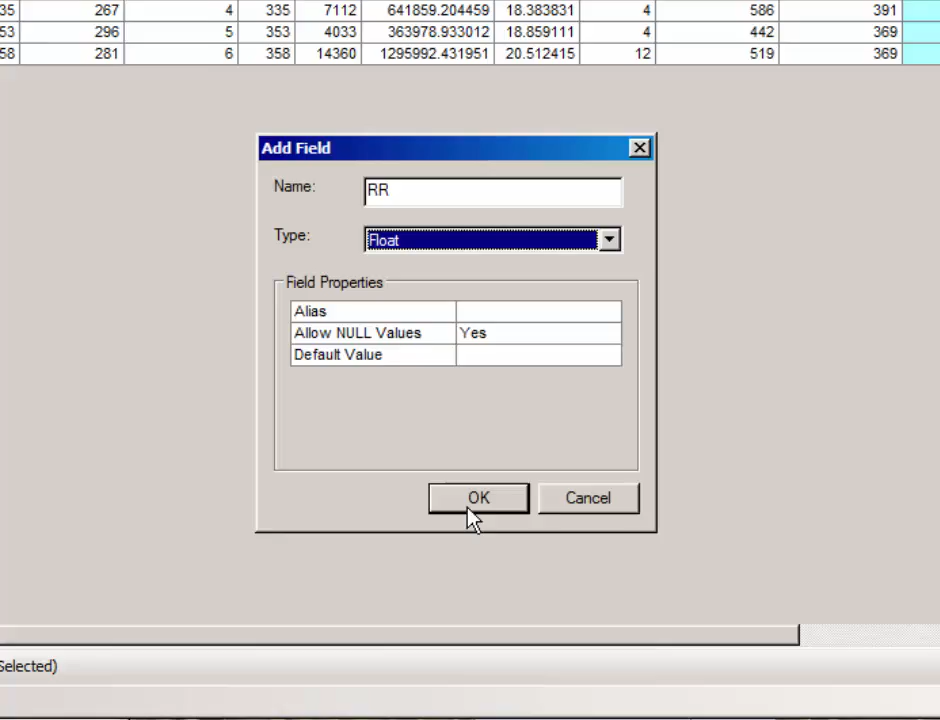 35 267 4 335 7112 641859.204459 18.383831 4 586 391
53 296 5 353 4033 363978.933012 18.859111 4 442 369
58 281 6 358 14360 1295992.431951 20.512415 12 519 369
Add Field
Name: RR
Type: Float
Field Properties
Alias
Allow NULL Values Yes
Default Value
OK Cancel
Selected)